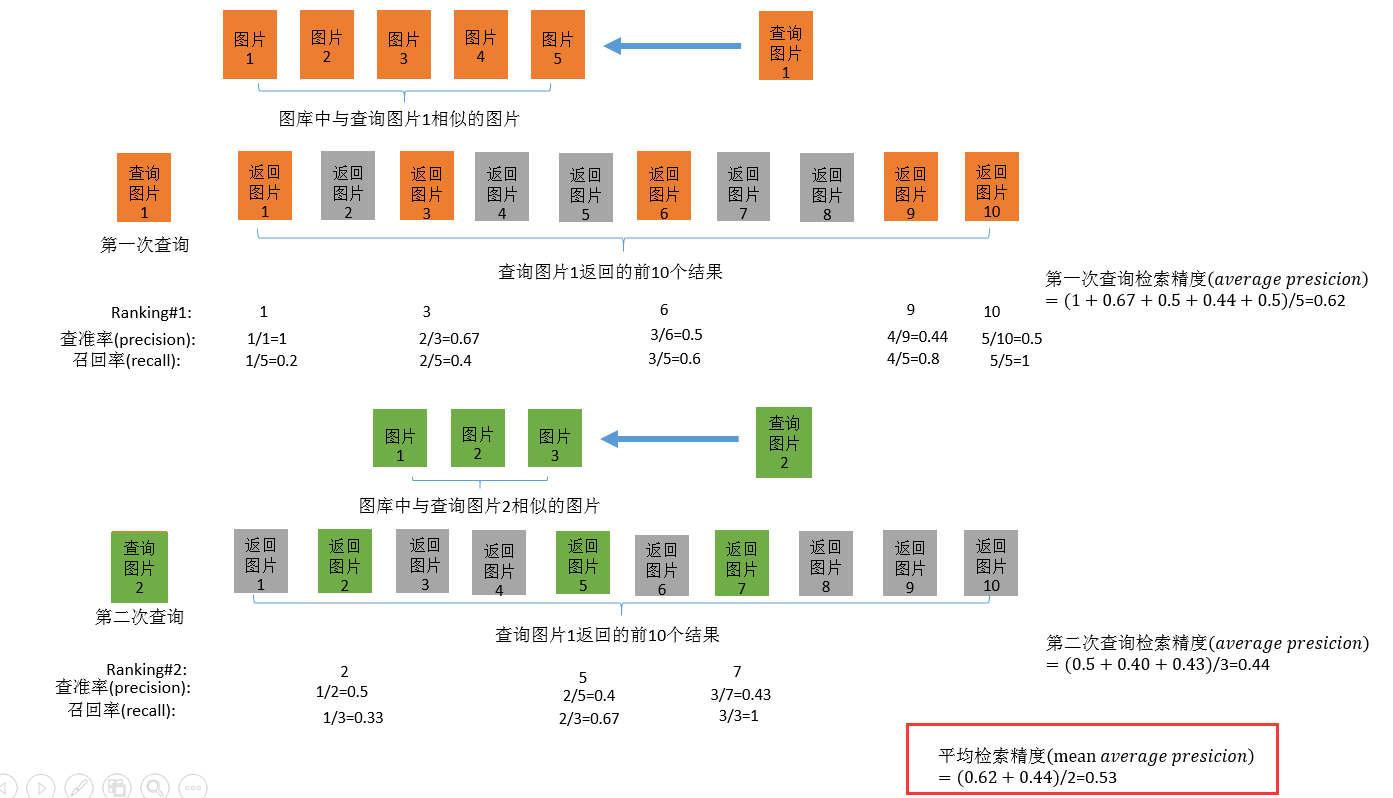 图片
1
图片
2
图片
3
图片
4
图片
5
查询
图片
1
图库中与查询图片1相似的图片
查询
图片
1
返回
图片
1
返回
图片
2
返回
图片
3
返回
图片
4
返回
图片
5
返回
图片
6
返回
图片
7
返回
图片
8
返回
图片
9
返回
图片
10
第一次查询
查询图片1返回的前10个结果
第一次查询检索精度(average presicion)
= (1 + 0.67 + 0.5 + 0.44 + 0.5)/5=0.62
Ranking#1: 1 3 6 9 10
查准率(precision): 1/1=1 2/3=0.67 3/6=0.5 4/9=0.44 5/10=0.5
召回率(recall): 1/5=0.2 2/5=0.4 3/5=0.6 4/5=0.8 5/5=1
图片
1
图片
2
图片
3
查询
图片
2
图库中与查询图片2相似的图片
查询
图片
2
返回
图片
1
返回
图片
2
返回
图片
3
返回
图片
4
返回
图片
5
返回
图片
6
返回
图片
7
返回
图片
8
返回
图片
9
返回
图片
10
第二次查询
查询图片1返回的前10个结果
第二次查询检索精度(average presicion)
= (0.5 + 0.40 + 0.43)/3=0.44
Ranking#2: 2 5 7
查准率(precision): 1/2=0.5 2/5=0.4 3/7=0.43
召回率(recall): 1/3=0.33 2/3=0.67 3/3=1
平均检索精度(mean average presicion)
= (0.62 + 0.44)/2=0.53